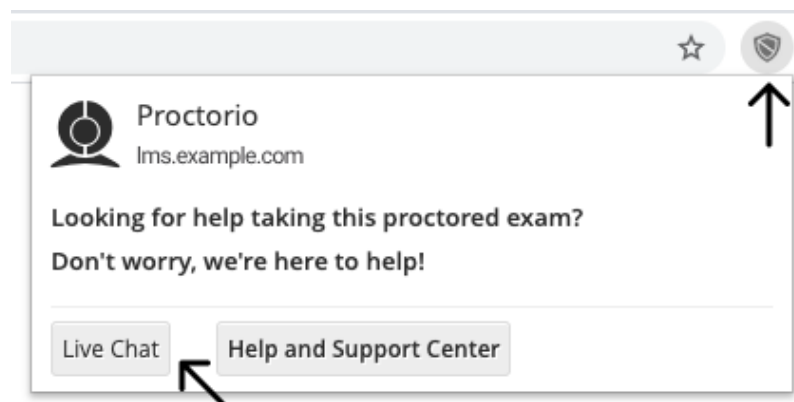 Proctorio
lms.example.com
Looking for help taking this proctored exam?
Don't worry, we're here to help!
Live Chat
Help and Support Center